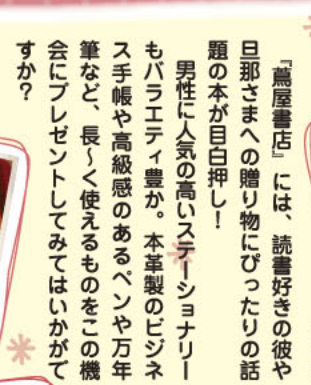 『蔦屋書店』には、読書好きの彼や
旦那さまへの贈り物にぴったりの話
題の本が目白押し！
男性に人気の高いステーショナリー
もバラエティ豊か。本革製のビジネ
ス手帳や高級感のあるペンや万年
筆など、長〜く使えるものをこの機
会にプレゼントしてみてはいかがで
すか？